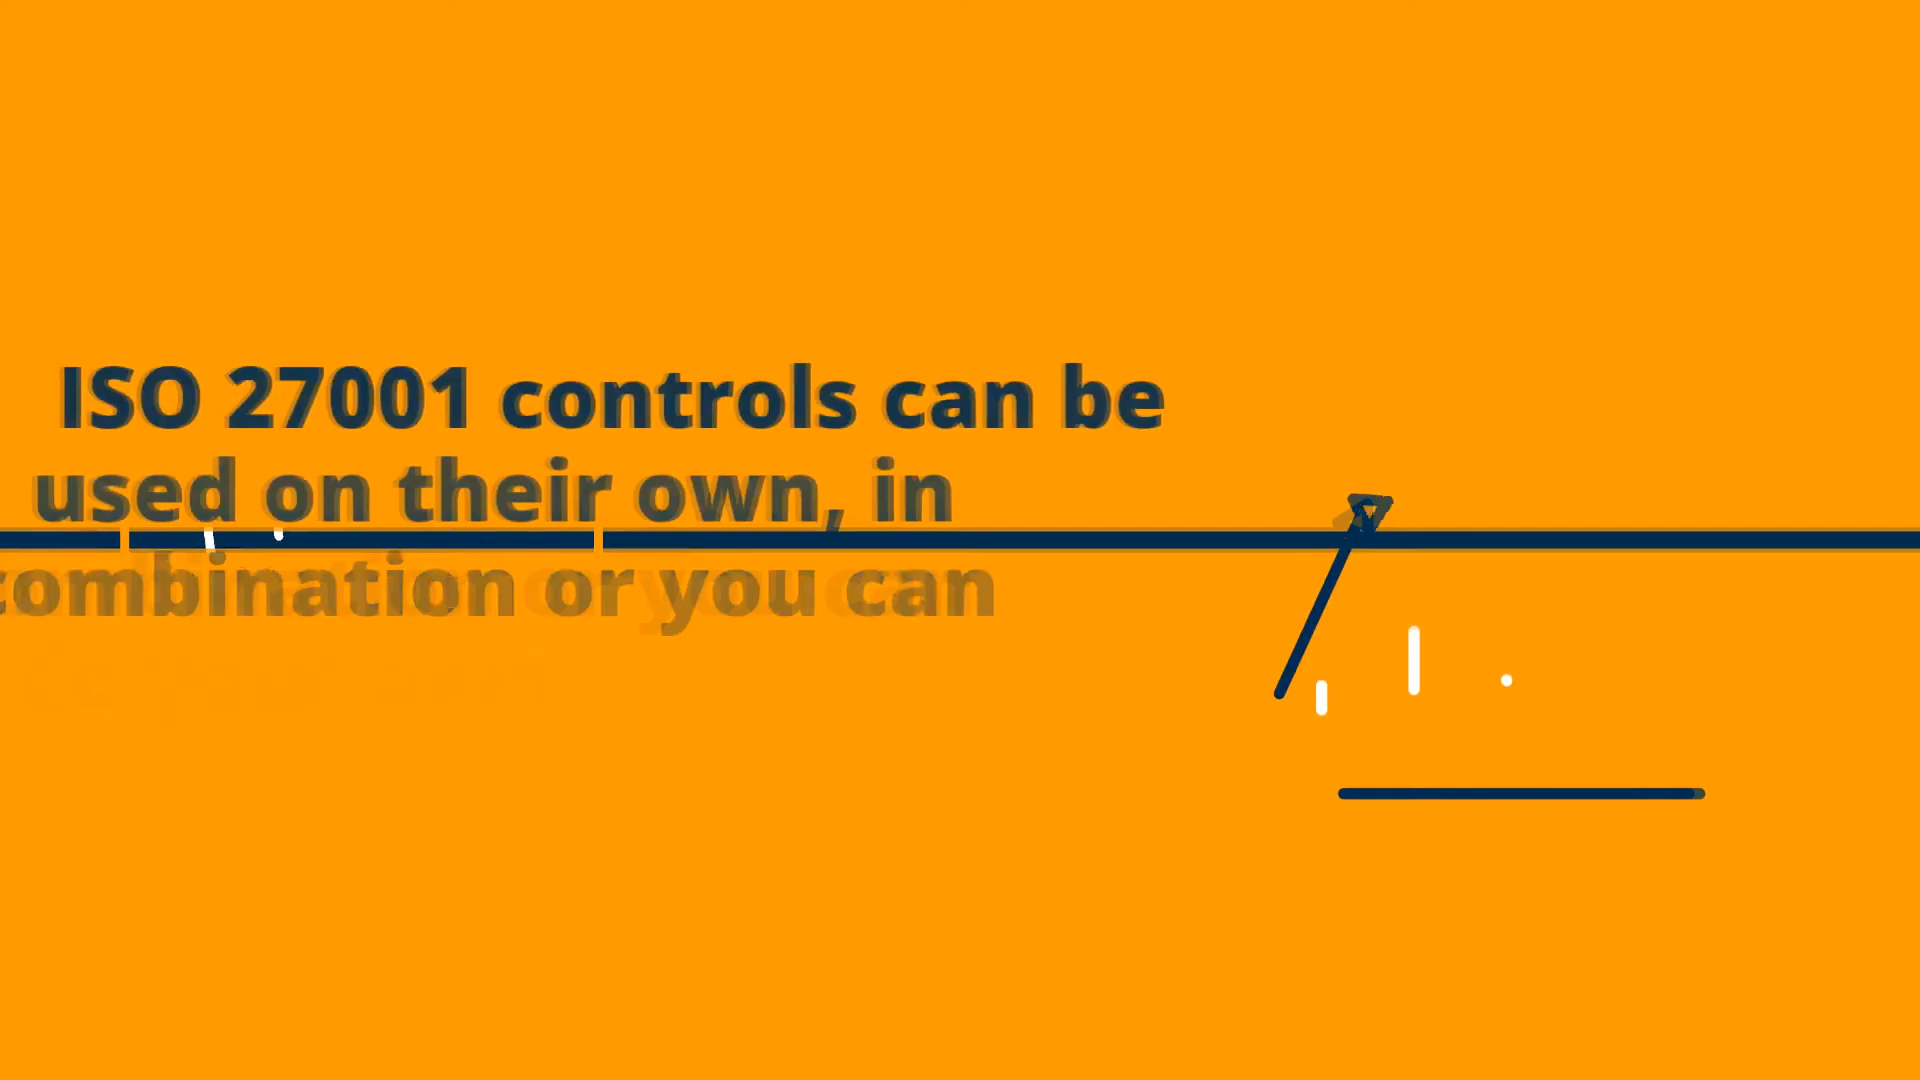 ISO 27001 controls can be
used on their own, in
combination or you can